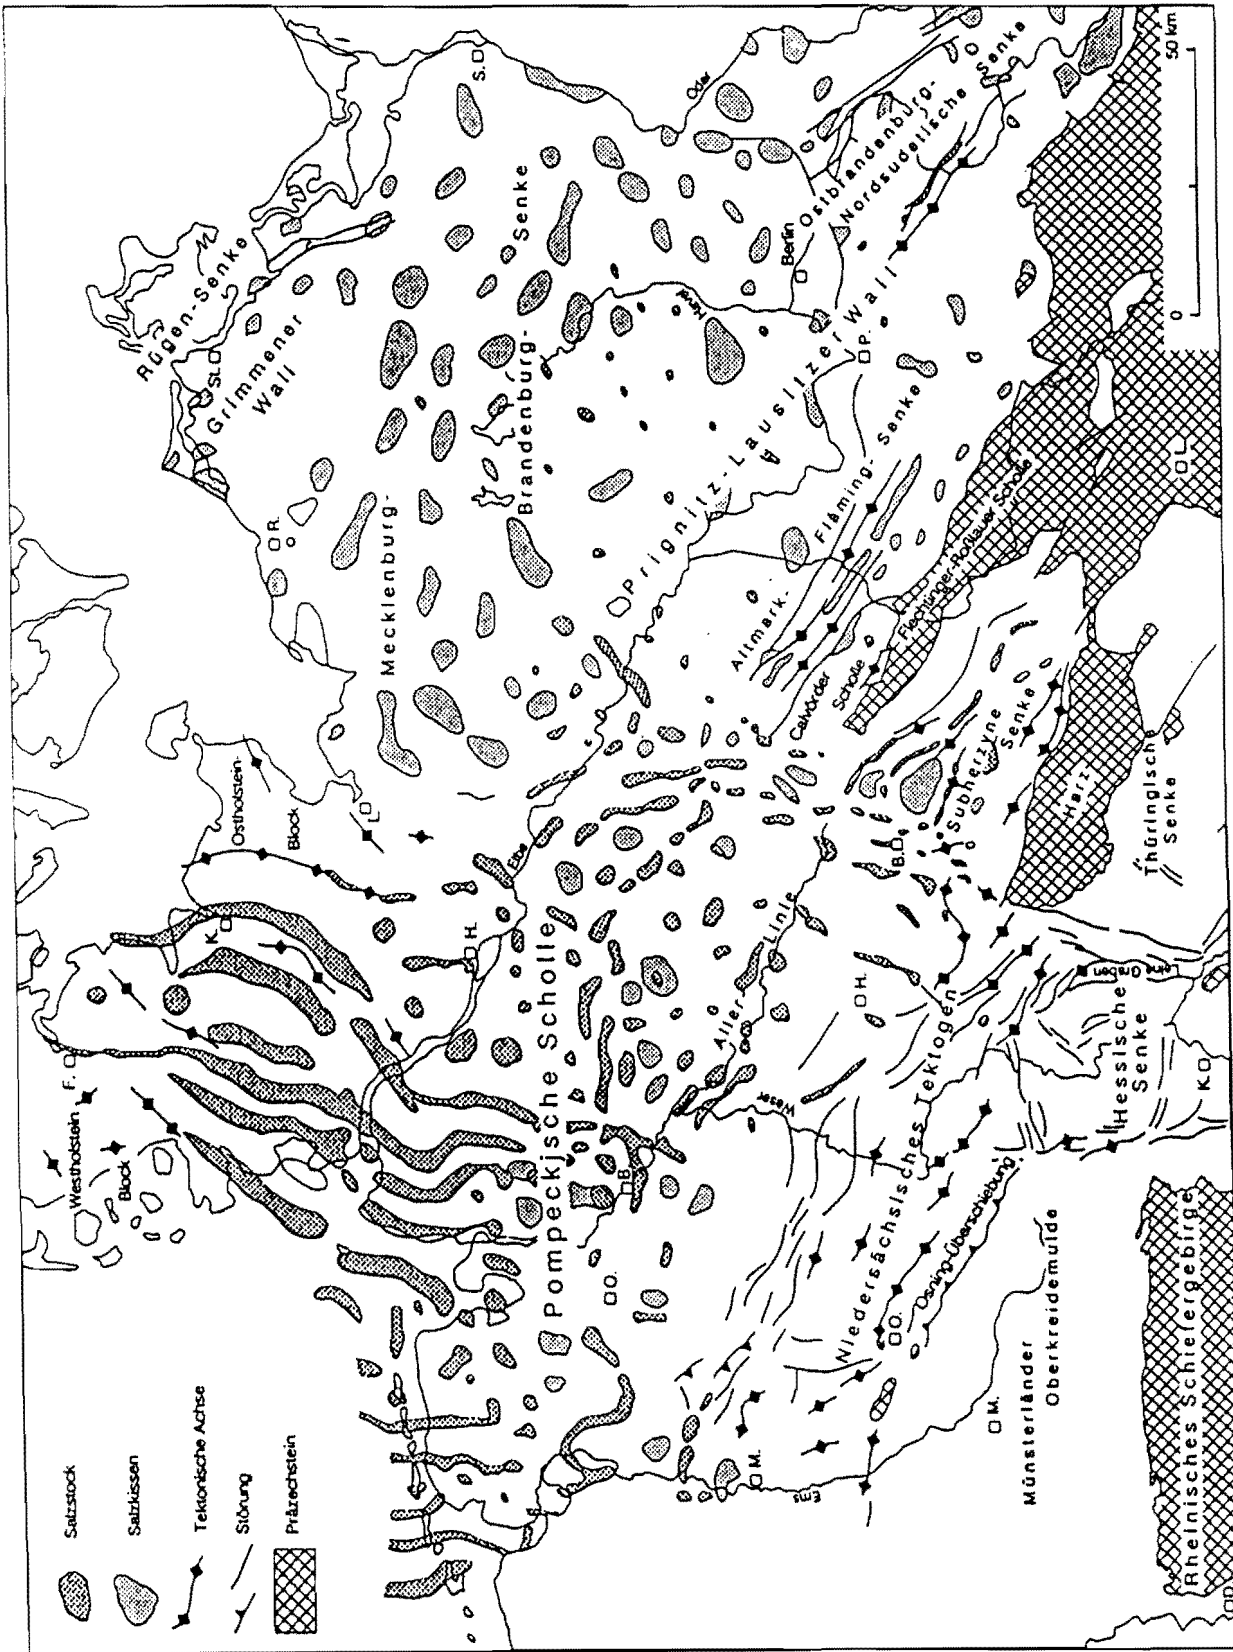 Salzstock
Salzkissen
Tektonische Achse
Störung
Präzechstein
Westholstein
Block
F.
K.
Ostholstein-
Block
L.
Rügen-Senke
St.
Grimmener
Wall
R.
S.
Mecklenburg-
Brandenburg-
Senke
Oder
Elbe
H.
Pompeckjsche Scholle
B.
O.
Prignitz-Lausitzer Wall
Havel
Berlin
P.
Ostbrandenburg-
Nordsudetische Senke
Altmark-
Fläming-
Senke
Calvörder
Scholle
Flechtinger-Roßlauer Scholle
Aller Linie
Weser
Ems
M.
H.
B.
Subherzyne
Senke
Harz
L.
Niedersächsisches Tektogen
O.
Osning-Überschiebung
M.
Münsterländer
Oberkreidemulde
Leine Graben
Hessische
Senke
K.
Thüringische
Senke
Rheinisches Schiefergebirge
D.
0
50 km